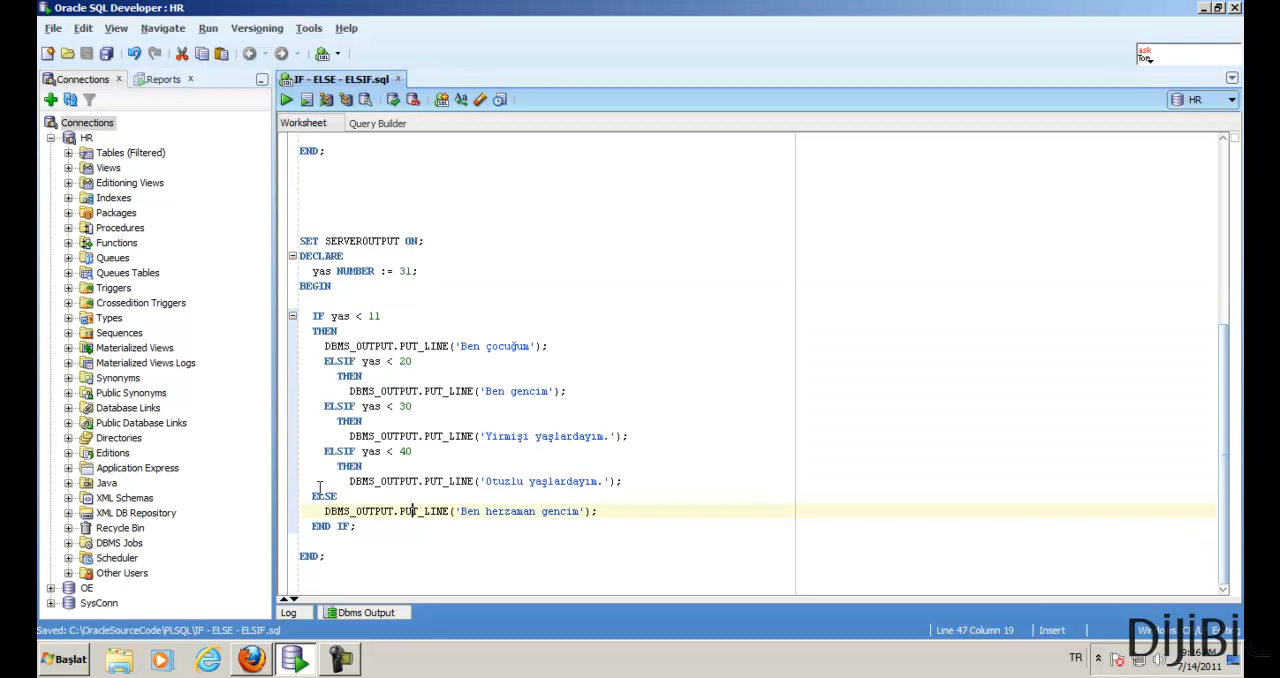 Oracle SQL Developer : HR
File Edit View Navigate Run Versioning Tools Help
ask
Tom
Connections Reports
IF - ELSE - ELSIF.sql
HR
Worksheet Query Builder
Connections
HR
Tables (Filtered)
Views
Editioning Views
Indexes
Packages
Procedures
Functions
Queues
Queues Tables
Triggers
Crossedition Triggers
Types
Sequences
Materialized Views
Materialized Views Logs
Synonyms
Public Synonyms
Database Links
Public Database Links
Directories
Editions
Application Express
Java
XML Schemas
XML DB Repository
Recycle Bin
DBMS Jobs
Scheduler
Other Users
OE
SysConn
END;
SET SERVEROUTPUT ON;
DECLARE
yas NUMBER := 31;
BEGIN
IF yas < 11
THEN
DBMS_OUTPUT.PUT_LINE('Ben çocuğum');
ELSIF yas < 20
THEN
DBMS_OUTPUT.PUT_LINE('Ben gencim');
ELSIF yas < 30
THEN
DBMS_OUTPUT.PUT_LINE('Yirmişi yaşlardayım.');
ELSIF yas < 40
THEN
DBMS_OUTPUT.PUT_LINE('Otuzlu yaşlardayım.');
ELSE
DBMS_OUTPUT.PUT_LINE('Ben herzaman gencim');
END IF;
END;
Log Dbms Output
Saved: C:\OracleSourceCode\PLSQL\IF - ELSE - ELSIF.sql
Line 47 Column 19 Insert
DiJiBi
Başlat
TR
7/14/2011